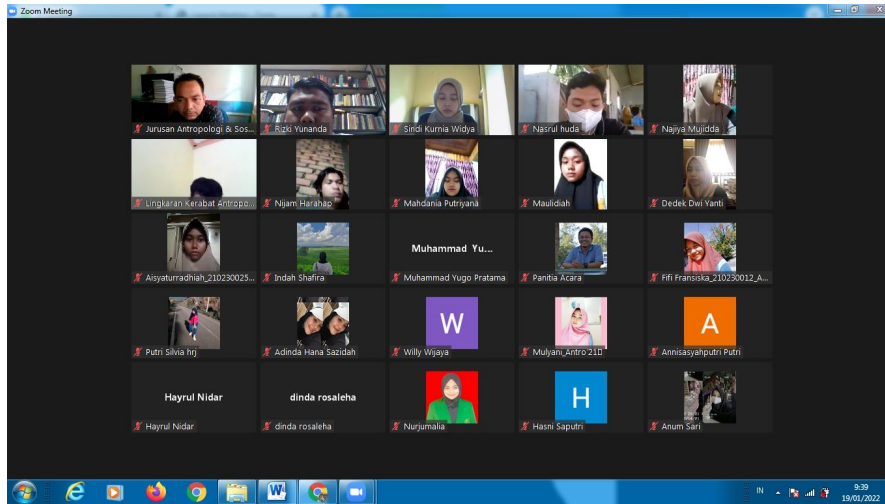 Zoom Meeting
Jurusan Antropologi & Sos...
Rizki Yunanda
Sindi Kurnia Widya
Nasrul huda
Najiya Mujidda
Lingkaran Kerabat Antropo...
Nijam Harahap
Mahdania Putriyana
Maulidiah
Dedek Dwi Yanti
Muhammad Yu...
Aisyaturradhiah_210230025...
Indah Shafira
Muhammad Yugo Pratama
Panitia Acara
Fifi Fransiska_210230012_A...
W
A
Putri Silvia hrj
Adinda Hana Sazidah
Willy Wijaya
Mulyani_Antro 21
Annisasyahputri Putri
Hayrul Nidar
dinda rosaleha
H
Hayrul Nidar
dinda rosaleha
Nurjumalia
Hasni Saputri
Anum Sari
IN
9:39
19/01/2022